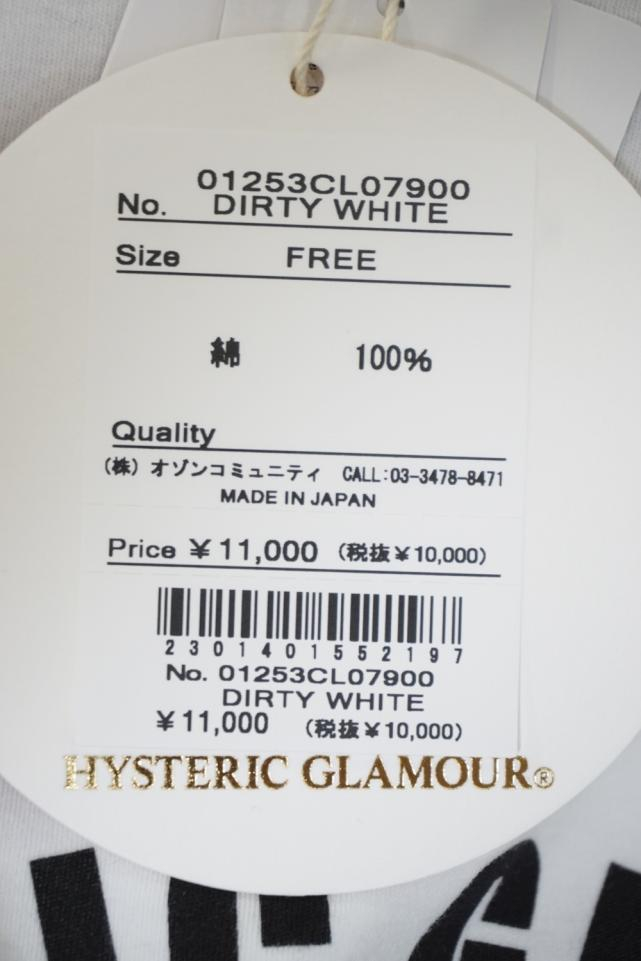 01253CL07900
No. DIRTY WHITE
Size FREE
綿 100%
Quality
(株)オゾンコミュニティ CALL:03-3478-8471
MADE IN JAPAN
Price ¥11,000 (税抜¥10,000)
2301401552197
No. 01253CL07900
DIRTY WHITE
¥11,000 (税抜¥10,000)
HYSTERIC GLAMOUR®